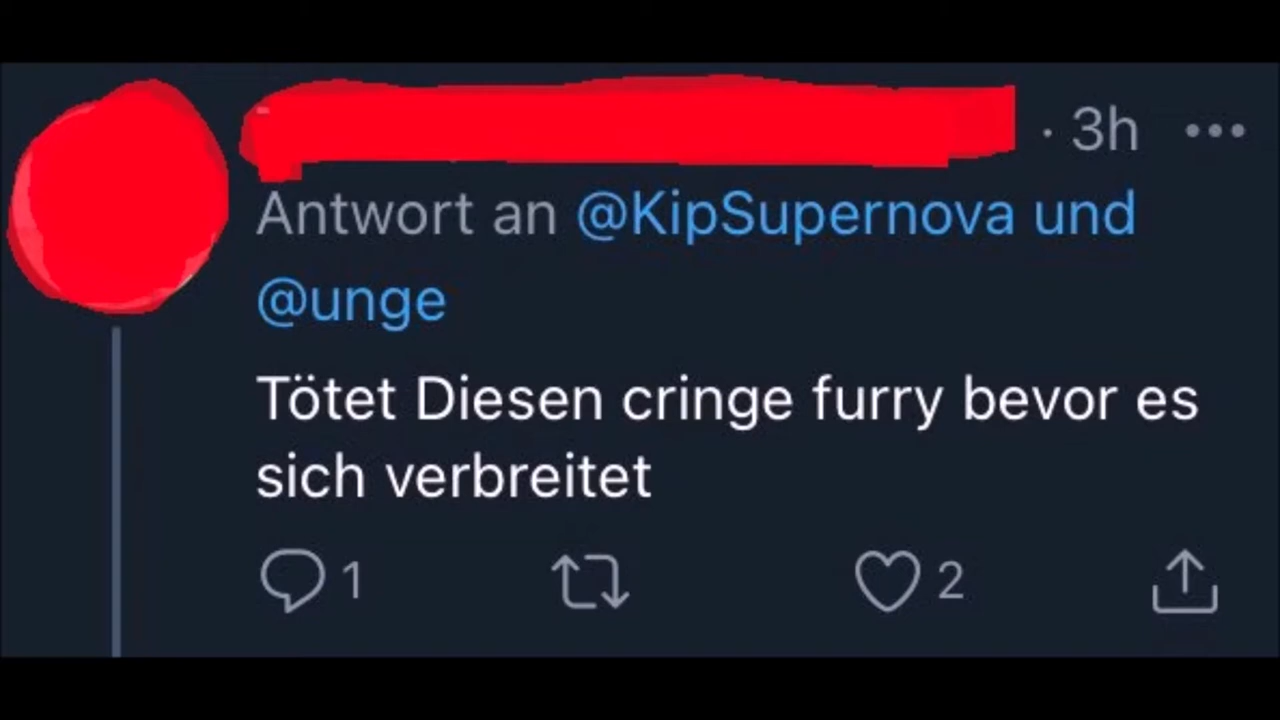 · 3h
Antwort an @KipSupernova und
@unge
Tötet Diesen cringe furry bevor es
sich verbreitet
1 2